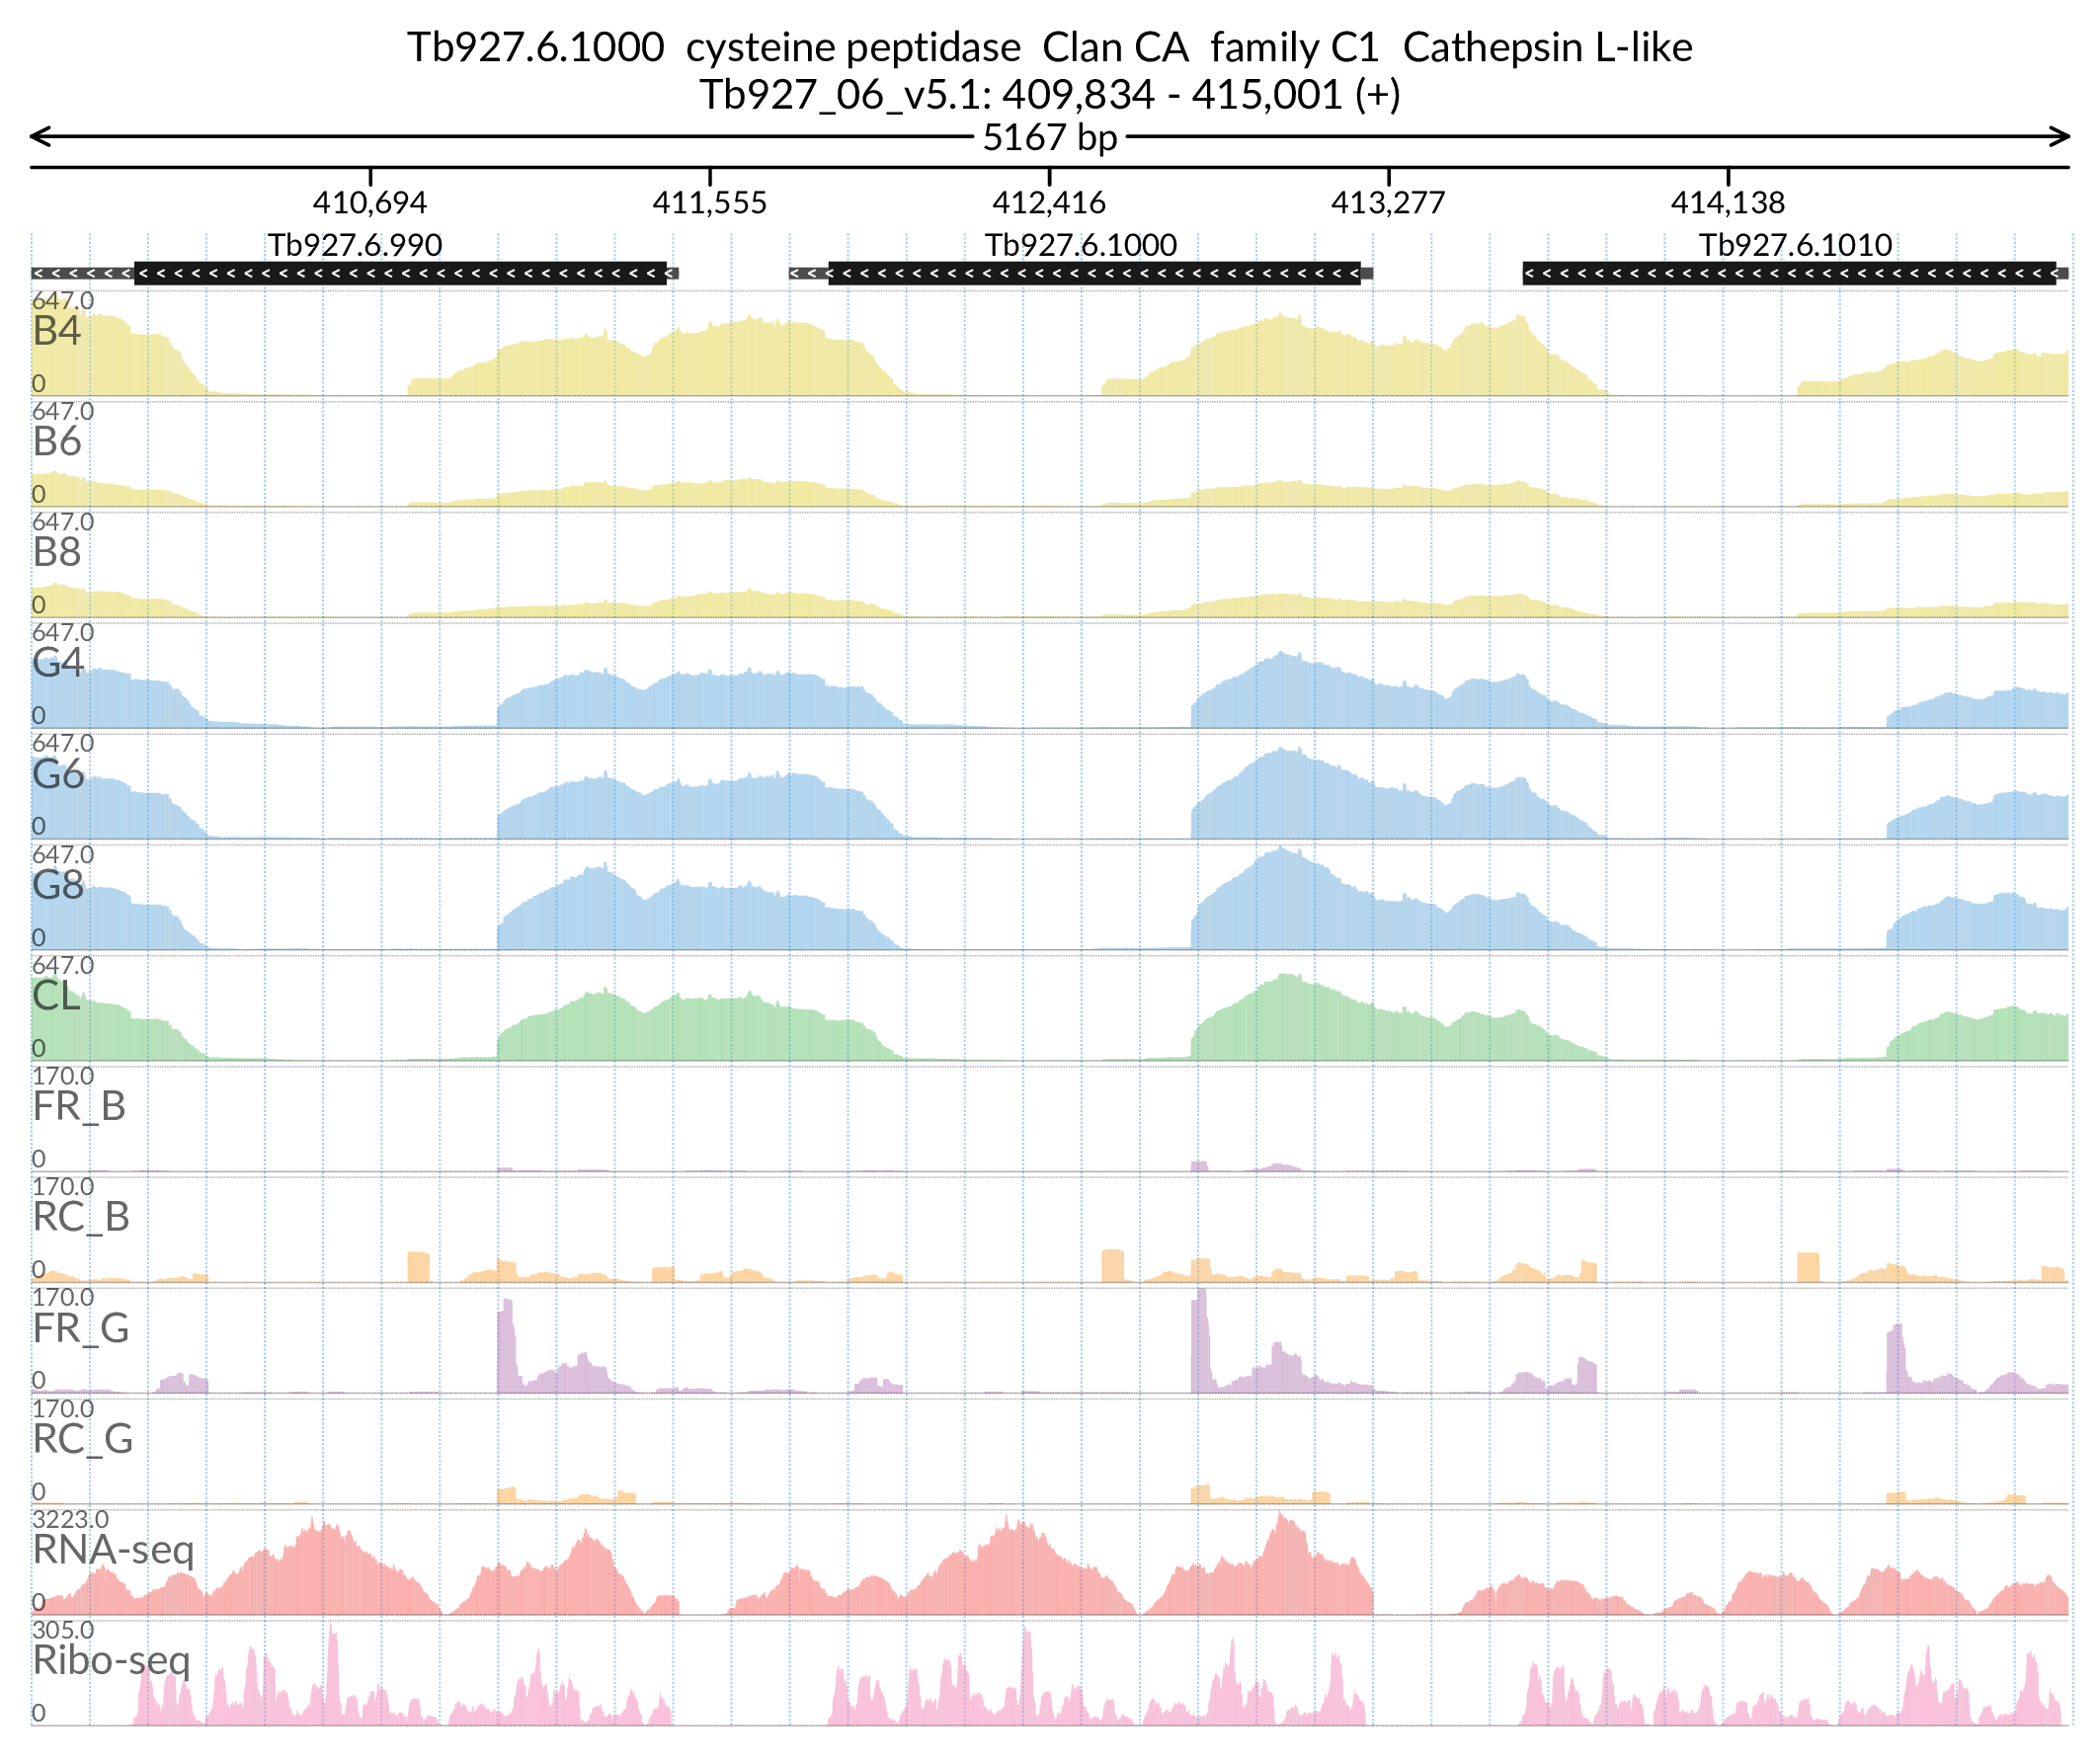 Tb927.6.1000 cysteine peptidase Clan CA family C1 Cathepsin L-like
Tb927_06_v5.1: 409,834 - 415,001 (+)
5167 bp
410,694 411,555 412,416 413,277 414,138
Tb927.6.990 Tb927.6.1000 Tb927.6.1010
647.0
B4
0
647.0
B6
0
647.0
B8
0
647.0
G4
0
647.0
G6
0
647.0
G8
0
647.0
CL
0
170.0
FR_B
0
170.0
RC_B
0
170.0
FR_G
0
170.0
RC_G
0
3223.0
RNA-seq
0
305.0
Ribo-seq
0